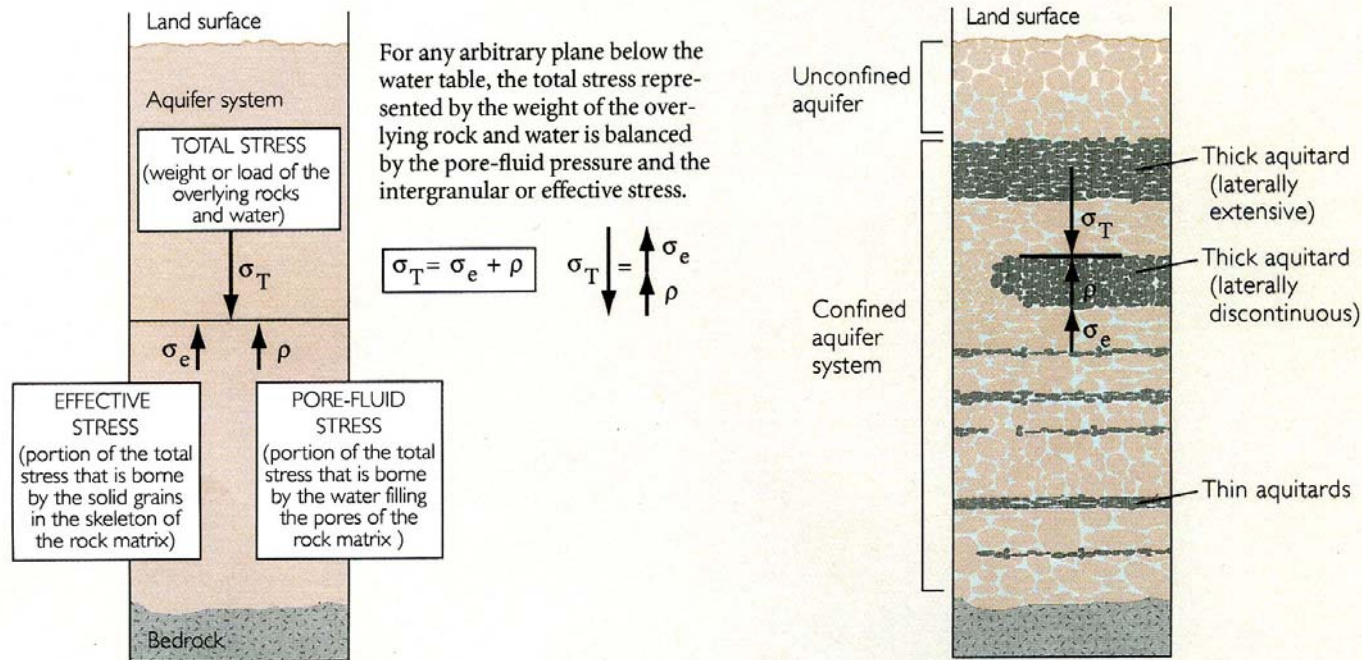 Land surface
Aquifer system
TOTAL STRESS
(weight or load of the
overlying rocks
and water)
σT
σe
ρ
EFFECTIVE
STRESS
(portion of the total
stress that is borne
by the solid grains
in the skeleton of
the rock matrix)
PORE-FLUID
STRESS
(portion of the total
stress that is borne
by the water filling
the pores of the
rock matrix )
Bedrock
For any arbitrary plane below the
water table, the total stress repre-
sented by the weight of the over-
lying rock and water is balanced
by the pore-fluid pressure and the
intergranular or effective stress.
σT = σe + ρ
σT = σe
ρ
Land surface
Unconfined
aquifer
Confined
aquifer
system
σT
ρ
σe
Thick aquitard
(laterally
extensive)
Thick aquitard
(laterally
discontinuous)
Thin aquitards